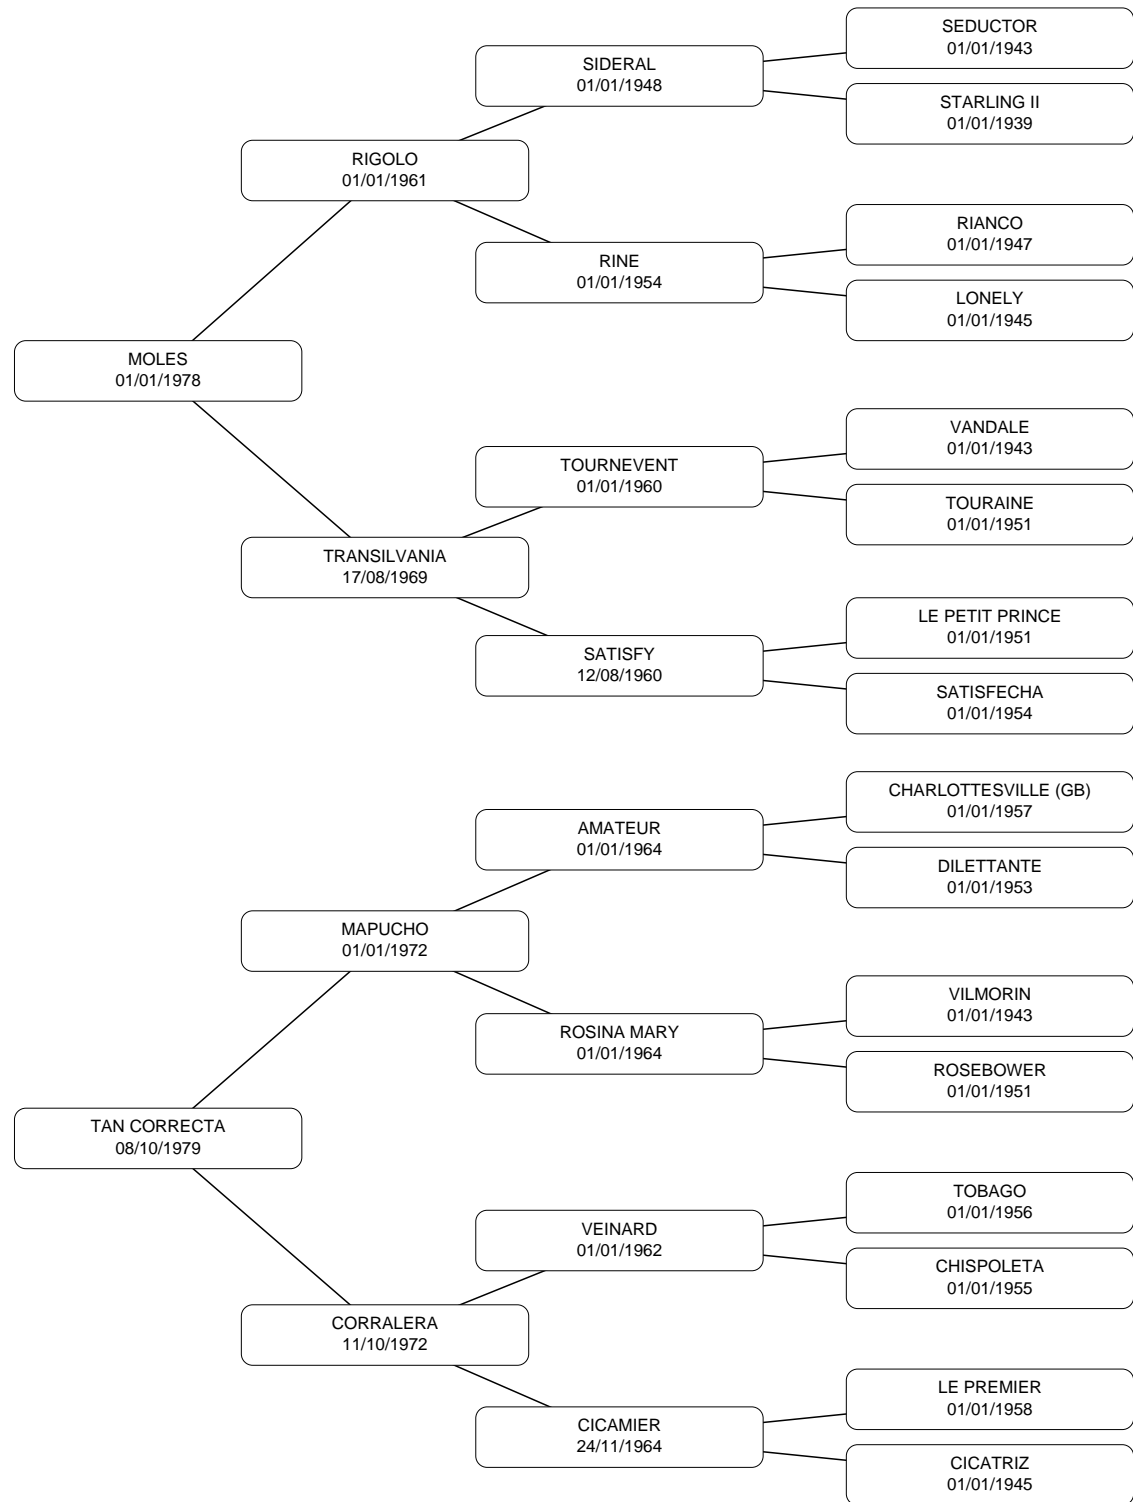 SEDUCTOR
01/01/1943
SIDERAL
01/01/1948
STARLING II
01/01/1939
RIGOLO
01/01/1961
RIANCO
01/01/1947
RINE
01/01/1954
LONELY
01/01/1945
MOLES
01/01/1978
VANDALE
01/01/1943
TOURNEVENT
01/01/1960
TOURAINE
01/01/1951
TRANSILVANIA
17/08/1969
LE PETIT PRINCE
01/01/1951
SATISFY
12/08/1960
SATISFECHA
01/01/1954
CHARLOTTESVILLE (GB)
01/01/1957
AMATEUR
01/01/1964
DILETTANTE
01/01/1953
MAPUCHO
01/01/1972
VILMORIN
01/01/1943
ROSINA MARY
01/01/1964
ROSEBOWER
01/01/1951
TAN CORRECTA
08/10/1979
TOBAGO
01/01/1956
VEINARD
01/01/1962
CHISPOLETA
01/01/1955
CORRALERA
11/10/1972
LE PREMIER
01/01/1958
CICAMIER
24/11/1964
CICATRIZ
01/01/1945